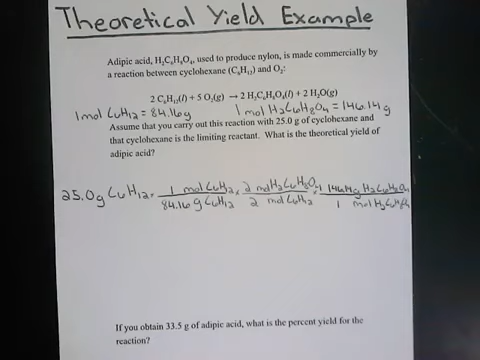 Theoretical Yield Example
Adipic acid, H₂C₆H₈O₄, used to produce nylon, is made commercially by
a reaction between cyclohexane (C₆H₁₂) and O₂:
2 C₆H₁₂(l) + 5 O₂(g) → 2 H₂C₆H₈O₄(l) + 2 H₂O(g)
1 mol C₆H₁₂ = 84.16g 1 mol H₂C₆H₈O₄ = 146.14 g
Assume that you carry out this reaction with 25.0 g of cyclohexane and
that cyclohexane is the limiting reactant. What is the theoretical yield of
adipic acid?
25.0 g C₆H₁₂ × 1 mol C₆H₁₂ × 2 mol H₂C₆H₈O₄ × 146.14g H₂C₆H₈O₄
84.16 g C₆H₁₂ 2 mol C₆H₁₂ 1 mol H₂C₆H₈O₄
If you obtain 33.5 g of adipic acid, what is the percent yield for the
reaction?